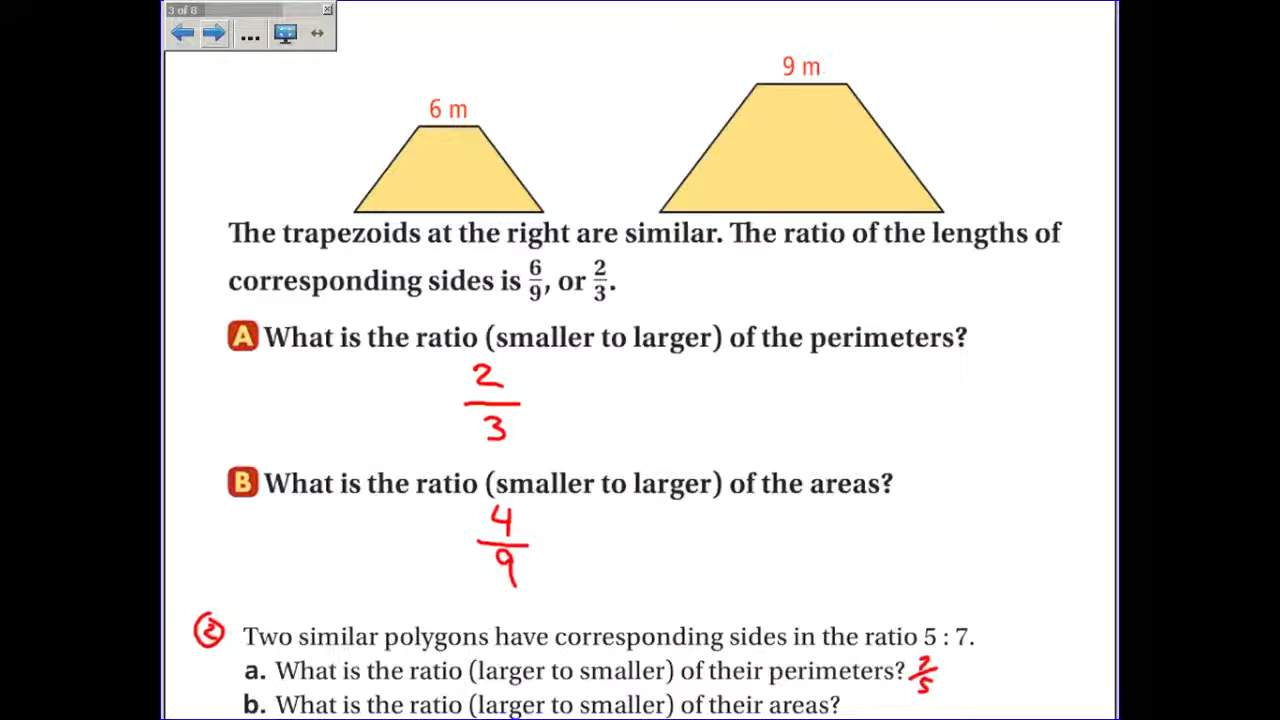 3 of 8
9 m
6 m
The trapezoids at the right are similar. The ratio of the lengths of
corresponding sides is 6/9, or 2/3.
A What is the ratio (smaller to larger) of the perimeters?
2
3
B What is the ratio (smaller to larger) of the areas?
4
9
2 Two similar polygons have corresponding sides in the ratio 5 : 7.
a. What is the ratio (larger to smaller) of their perimeters? 7/5
b. What is the ratio (larger to smaller) of their areas?